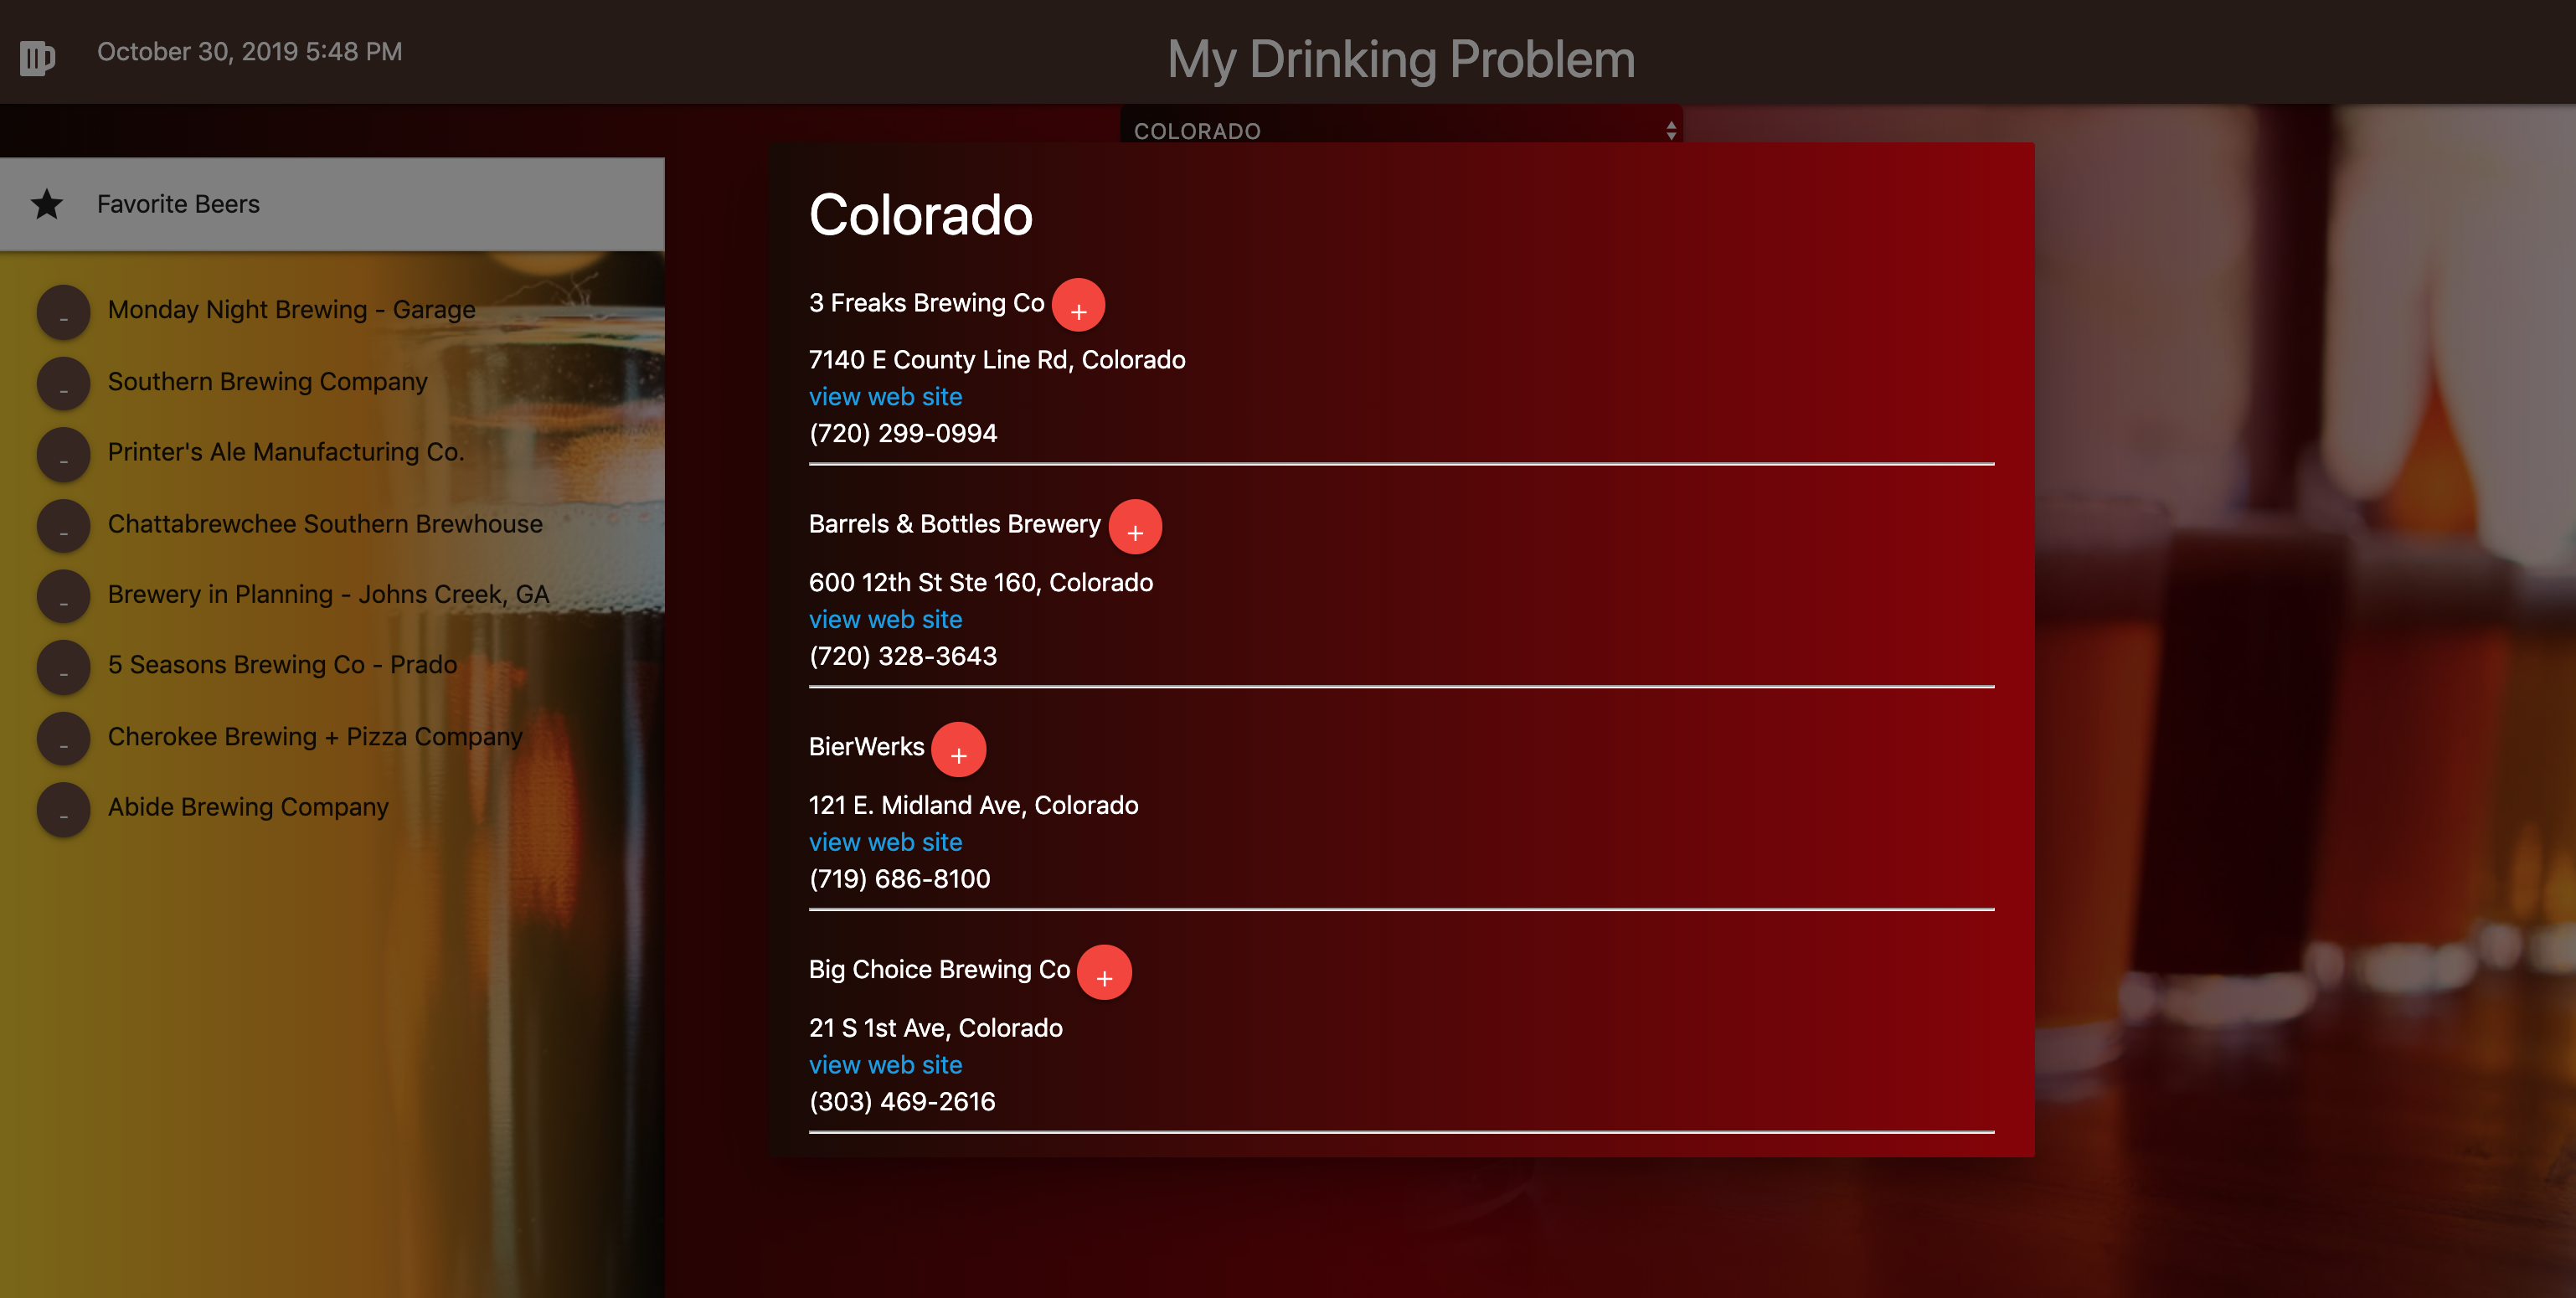 October 30, 2019 5:48 PM
My Drinking Problem
COLORADO
Favorite Beers
- Monday Night Brewing - Garage
- Southern Brewing Company
- Printer's Ale Manufacturing Co.
- Chattabrewchee Southern Brewhouse
- Brewery in Planning - Johns Creek, GA
- 5 Seasons Brewing Co - Prado
- Cherokee Brewing + Pizza Company
- Abide Brewing Company
Colorado
3 Freaks Brewing Co +
7140 E County Line Rd, Colorado
view web site
(720) 299-0994
Barrels & Bottles Brewery +
600 12th St Ste 160, Colorado
view web site
(720) 328-3643
BierWerks +
121 E. Midland Ave, Colorado
view web site
(719) 686-8100
Big Choice Brewing Co +
21 S 1st Ave, Colorado
view web site
(303) 469-2616